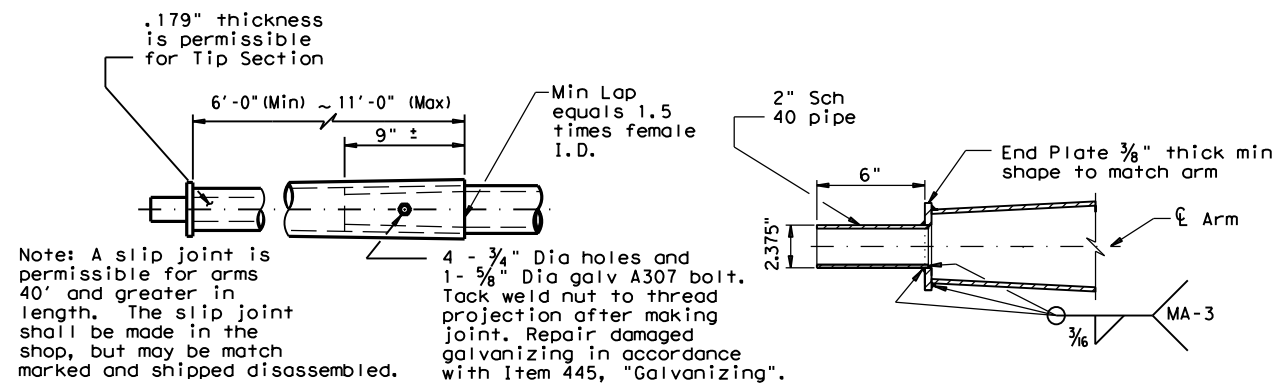 .179" thickness
is permissible
for Tip Section
6'-0" (Min) ~ 11'-0" (Max)
9" ±
Min Lap
equals 1.5
times female
I.D.
Note: A slip joint is
permissible for arms
40' and greater in
length. The slip joint
shall be made in the
shop, but may be match
marked and shipped disassembled.
4 - ¾" Dia holes and
1- ⅝" Dia galv A307 bolt.
Tack weld nut to thread
projection after making
joint. Repair damaged
galvanizing in accordance
with Item 445, "Galvanizing".
2" Sch
40 pipe
6"
2.375"
End Plate ⅜" thick min
shape to match arm
℄ Arm
3/16
MA-3